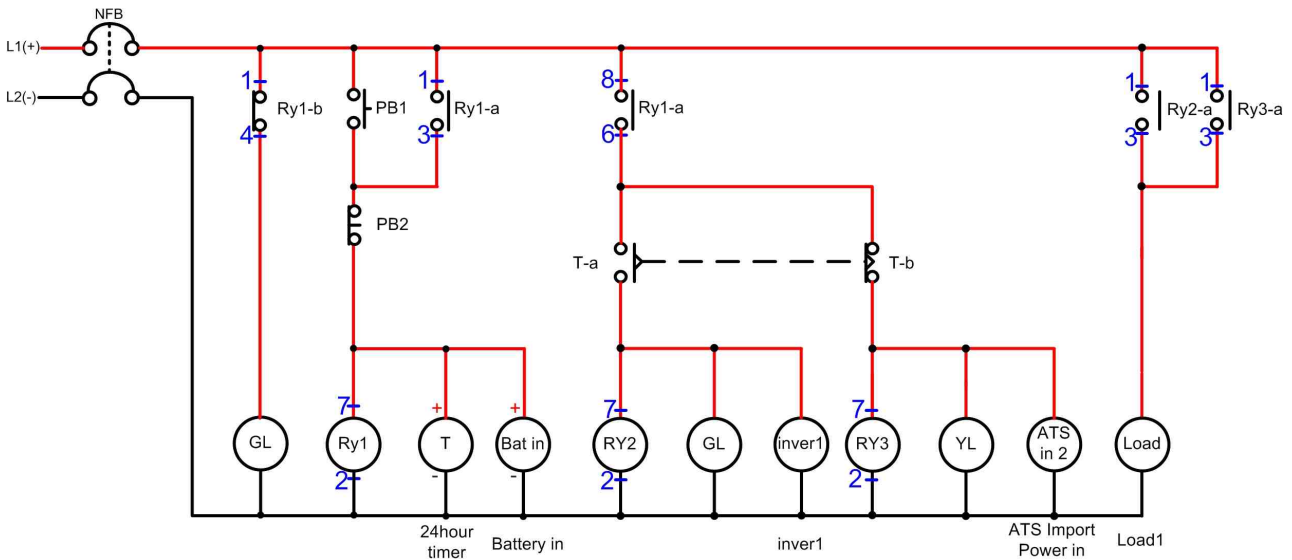 NFB
L1(+)
L2(-)
1
Ry1-b
4
PB1
1
Ry1-a
3
8
Ry1-a
6
1
Ry2-a
3
1
Ry3-a
3
PB2
T-a
T-b
7
+
+
7
7
GL
Ry1
T
Bat in
RY2
GL
inver1
RY3
YL
ATS
in 2
Load
2
-
-
2
2
24hour
timer
Battery in
inver1
ATS Import
Power in
Load1